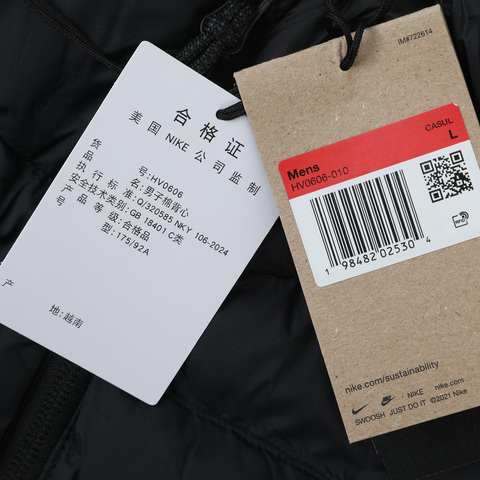 合格证
美国 NIKE 公司监制
货 号:HV0606
品 名:男子棉背心
执行标准:Q/320585 NKY 106-2024
安全技术类别:GB 18401 C类
产品等级:合格品
号 型:175/92A
产 地:越南
IM#722614
CASUL
L
Mens
HV0606-010
1 98482 02530 4
nike.com/sustainability
NIKE nike.com
SWOOSH JUST DO IT ©2021 Nike